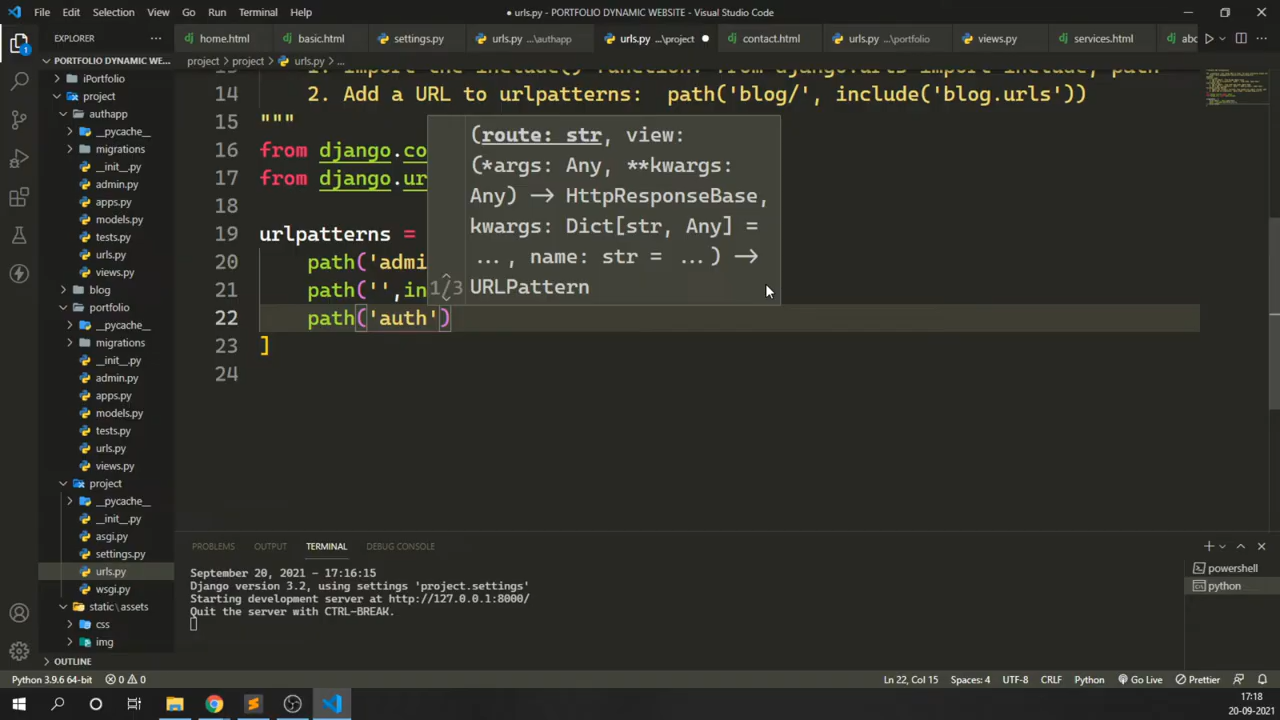 File Edit Selection View Go Run Terminal Help
urls.py - PORTFOLIO DYNAMIC WEBSITE - Visual Studio Code
EXPLORER
home.html basic.html settings.py urls.py ...\authapp urls.py ...\project contact.html urls.py ...\portfolio views.py services.html
PORTFOLIO DYNAMIC WE...
project > project > urls.py > ...
iPortfolio
project
authapp
__pycache__
migrations
__init__.py
admin.py
apps.py
models.py
tests.py
urls.py
views.py
blog
portfolio
__pycache__
migrations
__init__.py
admin.py
apps.py
models.py
tests.py
urls.py
views.py
project
__pycache__
__init__.py
asgi.py
settings.py
urls.py
wsgi.py
static\assets
css
img
OUTLINE
1. Import the include() function: from django.urls import include, path
14 2. Add a URL to urlpatterns: path('blog/', include('blog.urls'))
15 """
16 from django.co
17 from django.ur
18
19 urlpatterns =
20 path('admi
21 path('',in
22 path('auth')
23 ]
24
(route: str, view:
(*args: Any, **kwargs:
Any) -> HttpResponseBase,
kwargs: Dict[str, Any] =
..., name: str = ...) ->
1/3 URLPattern
PROBLEMS OUTPUT TERMINAL DEBUG CONSOLE
September 20, 2021 - 17:16:15
Django version 3.2, using settings 'project.settings'
Starting development server at http://127.0.0.1:8000/
Quit the server with CTRL-BREAK.
powershell
python
Python 3.9.6 64-bit 0 0 Ln 22, Col 15 Spaces: 4 UTF-8 CRLF Python Go Live Prettier
17:18
20-09-2021